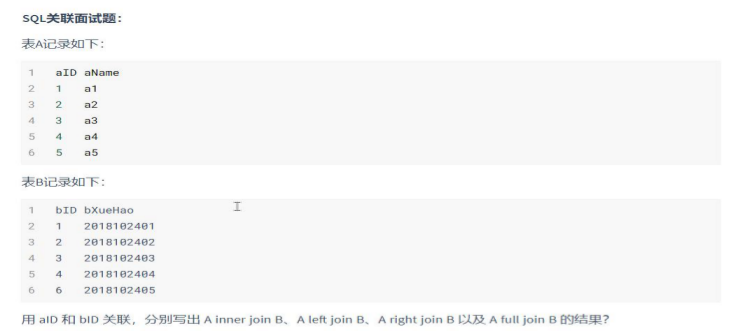 SQL关联面试题：
表A记录如下：
1 aID aName
2 1 a1
3 2 a2
4 3 a3
5 4 a4
6 5 a5
表B记录如下：
1 bID bXueHao
2 1 2018102401
3 2 2018102402
4 3 2018102403
5 4 2018102404
6 6 2018102405
用 aID 和 bID 关联，分别写出 A inner join B、A left join B、A right join B 以及 A full join B 的结果？